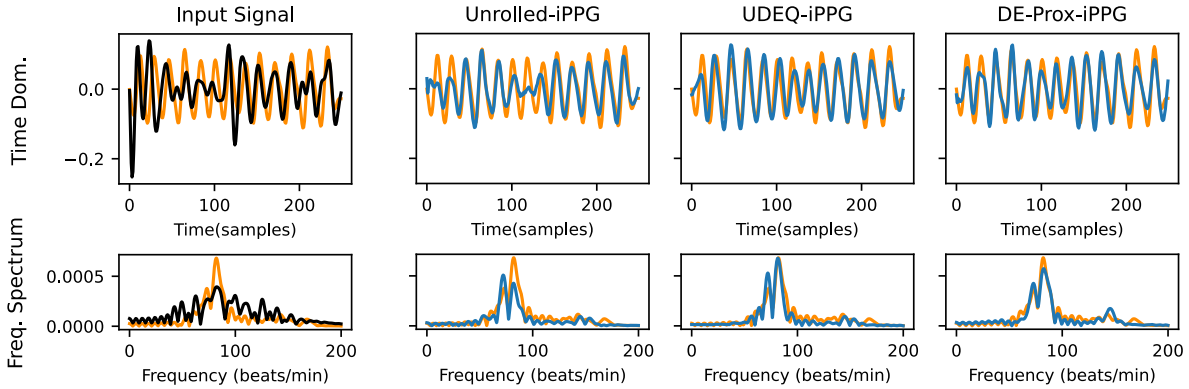 Input Signal Unrolled-iPPG UDEQ-iPPG DE-Prox-iPPG
Time Dom.
0.0
−0.2
0 100 200 0 100 200 0 100 200 0 100 200
Time(samples) Time(samples) Time(samples) Time(samples)
Freq. Spectrum
0.0005
0.0000
0 100 200 0 100 200 0 100 200 0 100 200
Frequency (beats/min) Frequency (beats/min) Frequency (beats/min) Frequency (beats/min)